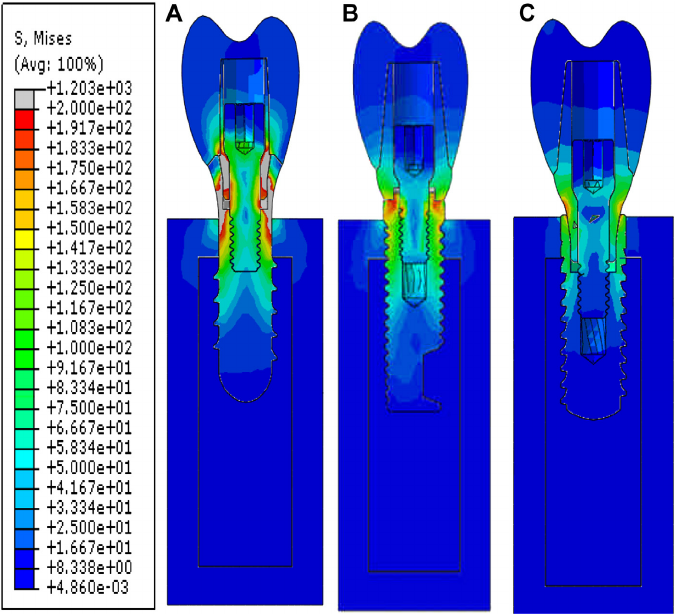 A
B
C
S, Mises
(Avg: 100%)
+1.203e+03
+2.000e+02
+1.917e+02
+1.833e+02
+1.750e+02
+1.667e+02
+1.583e+02
+1.500e+02
+1.417e+02
+1.333e+02
+1.250e+02
+1.167e+02
+1.083e+02
+1.000e+02
+9.167e+01
+8.334e+01
+7.500e+01
+6.667e+01
+5.834e+01
+5.000e+01
+4.167e+01
+3.334e+01
+2.500e+01
+1.667e+01
+8.338e+00
+4.860e-03